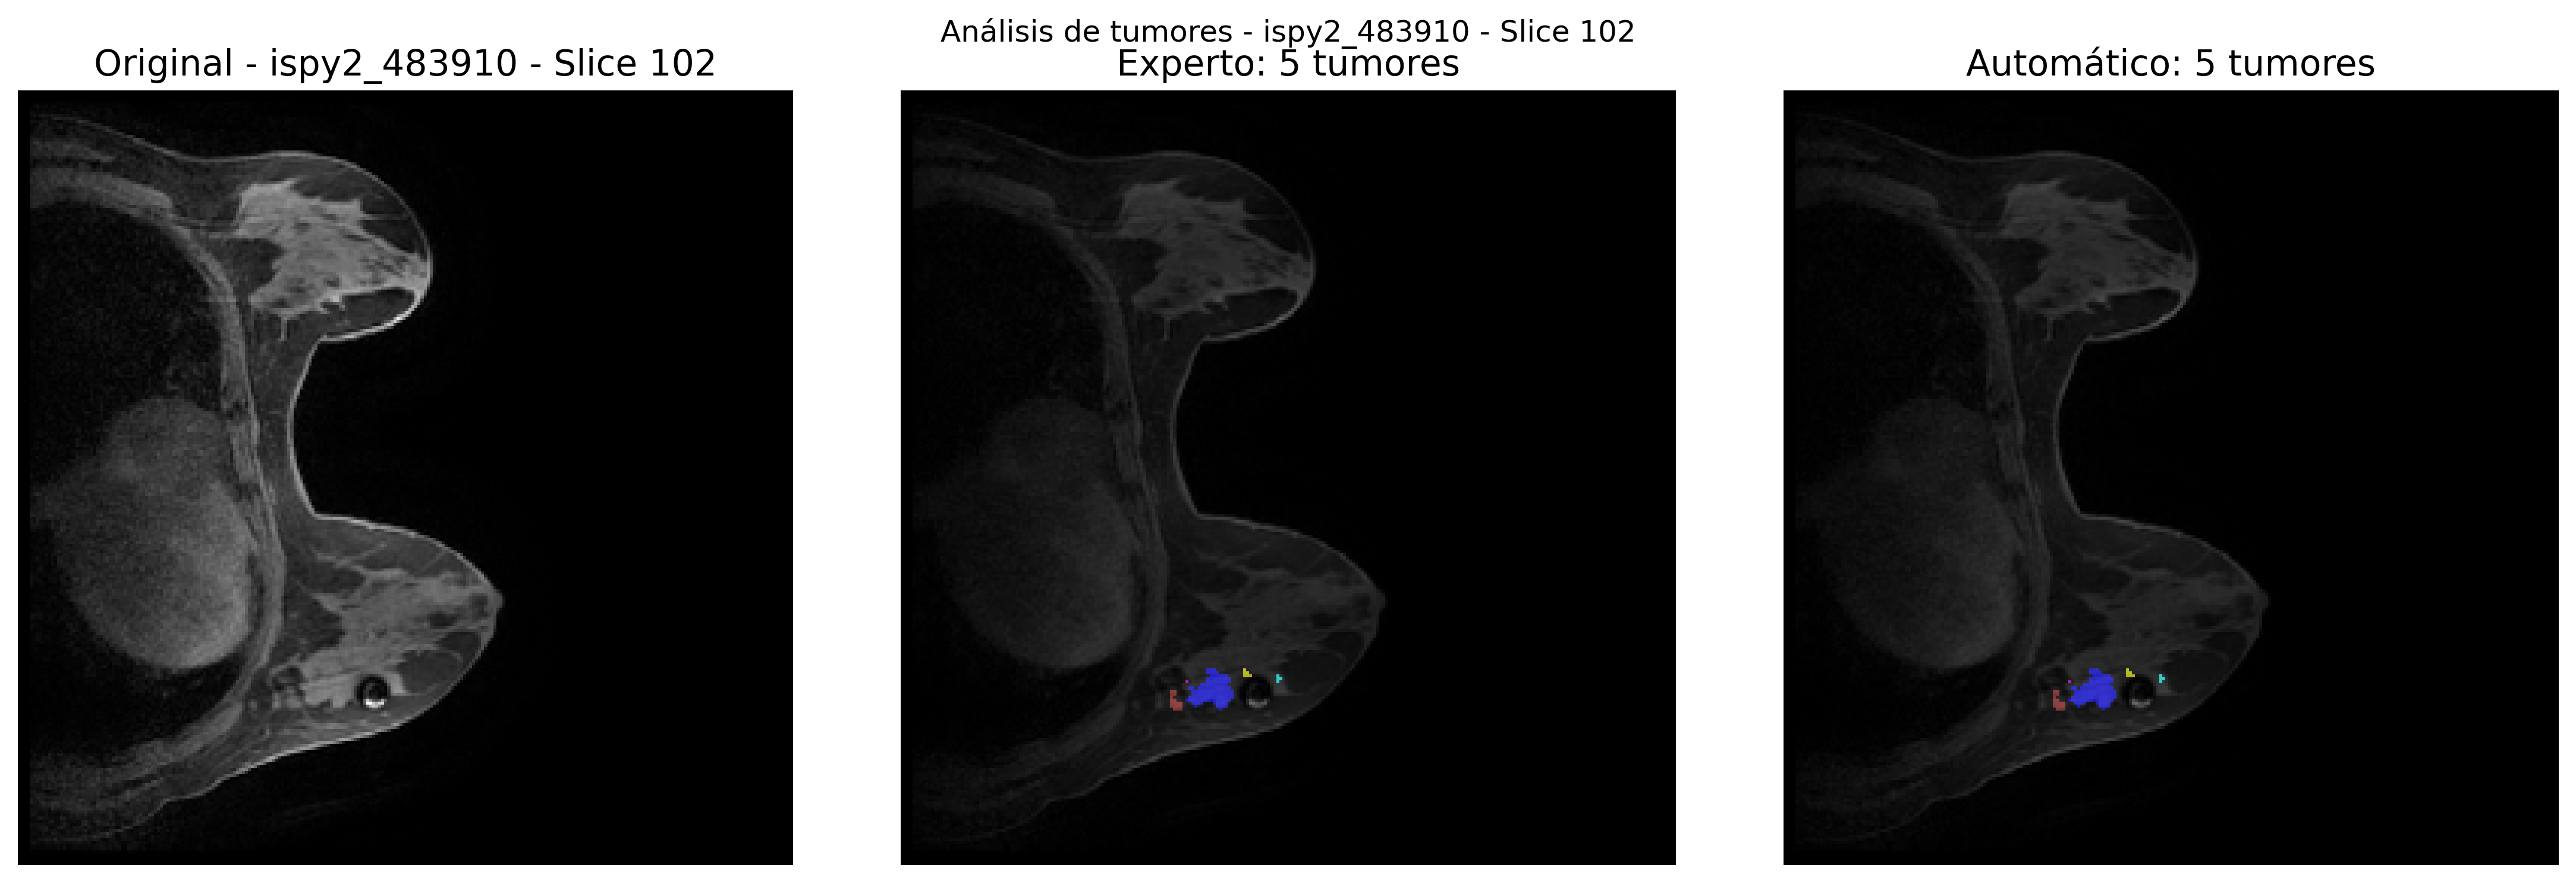 Análisis de tumores - ispy2_483910 - Slice 102
Original - ispy2_483910 - Slice 102
Experto: 5 tumores
Automático: 5 tumores